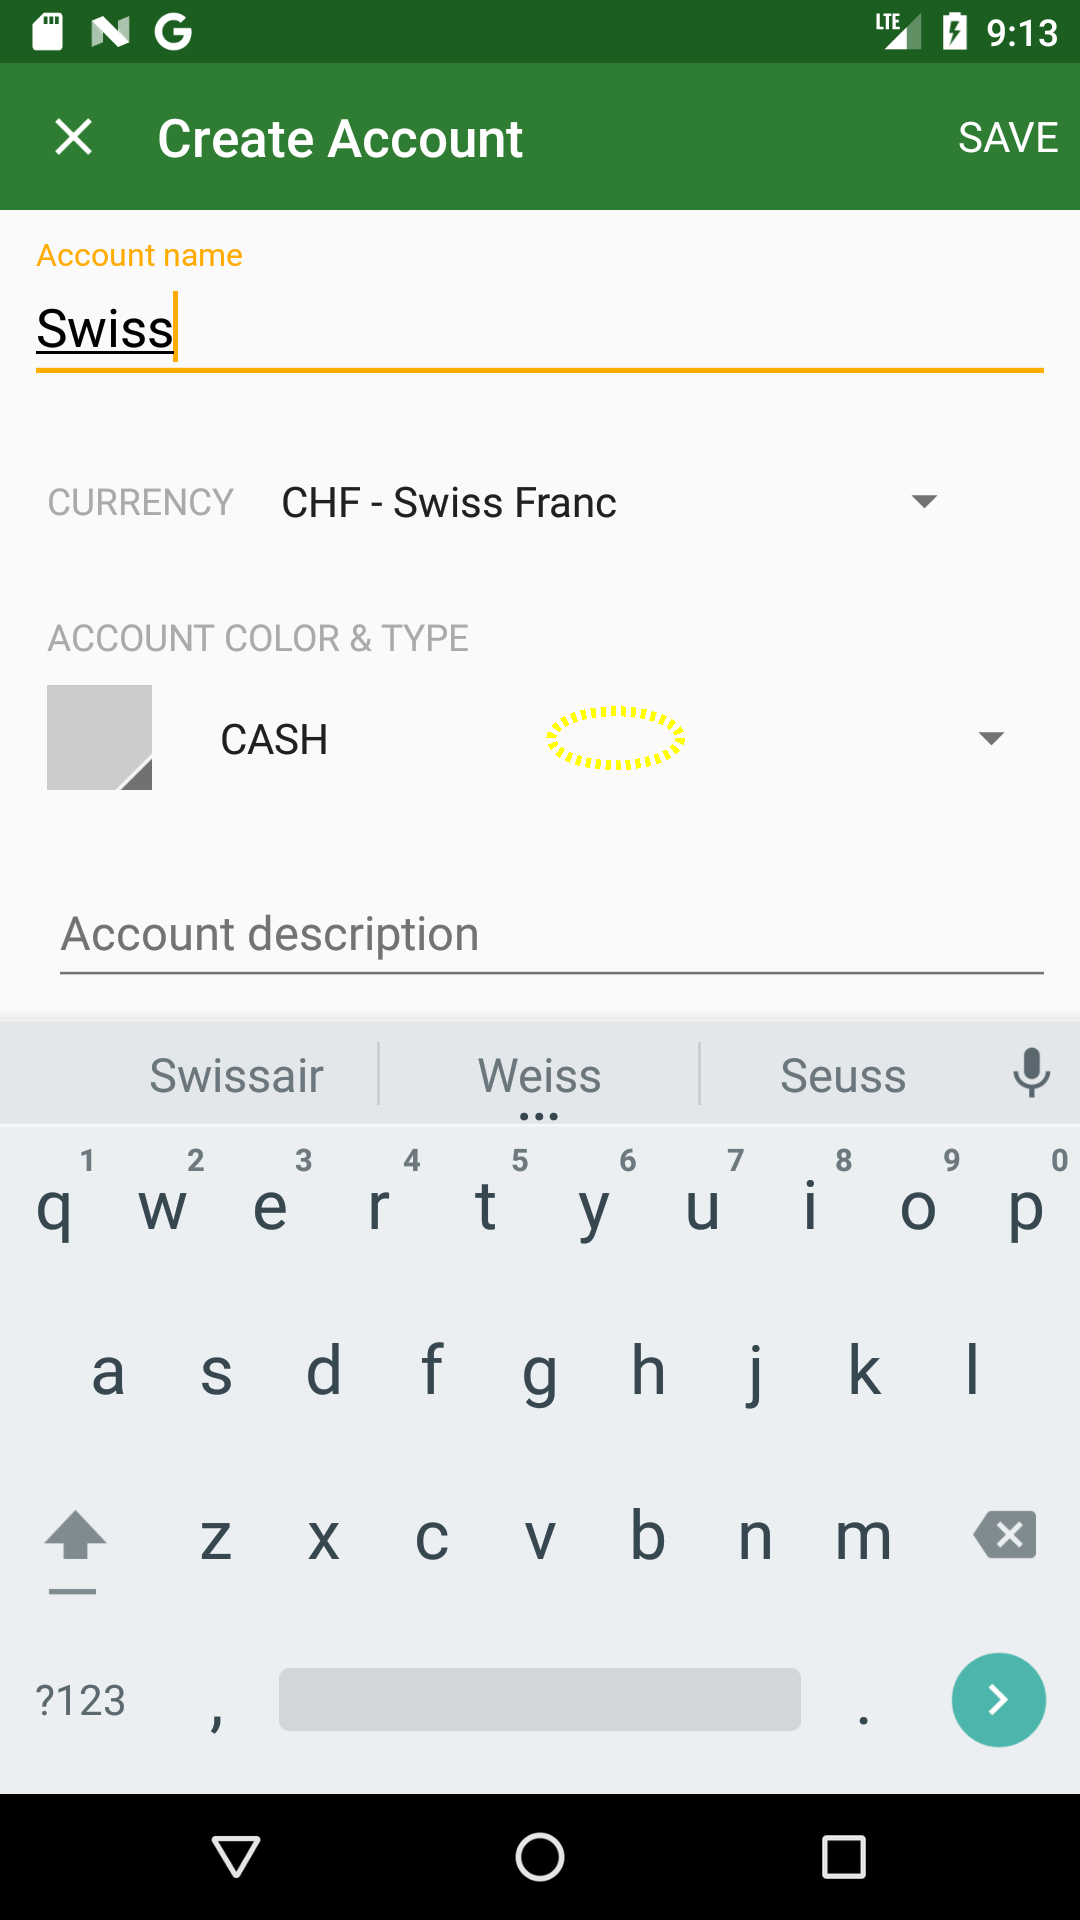 LTE 9:13
Create Account SAVE
Account name
Swiss
CURRENCY CHF - Swiss Franc
ACCOUNT COLOR & TYPE
CASH
Account description
Swissair Weiss Seuss
1 2 3 4 5 6 7 8 9 0
q w e r t y u i o p
a s d f g h j k l
z x c v b n m
?123 , .